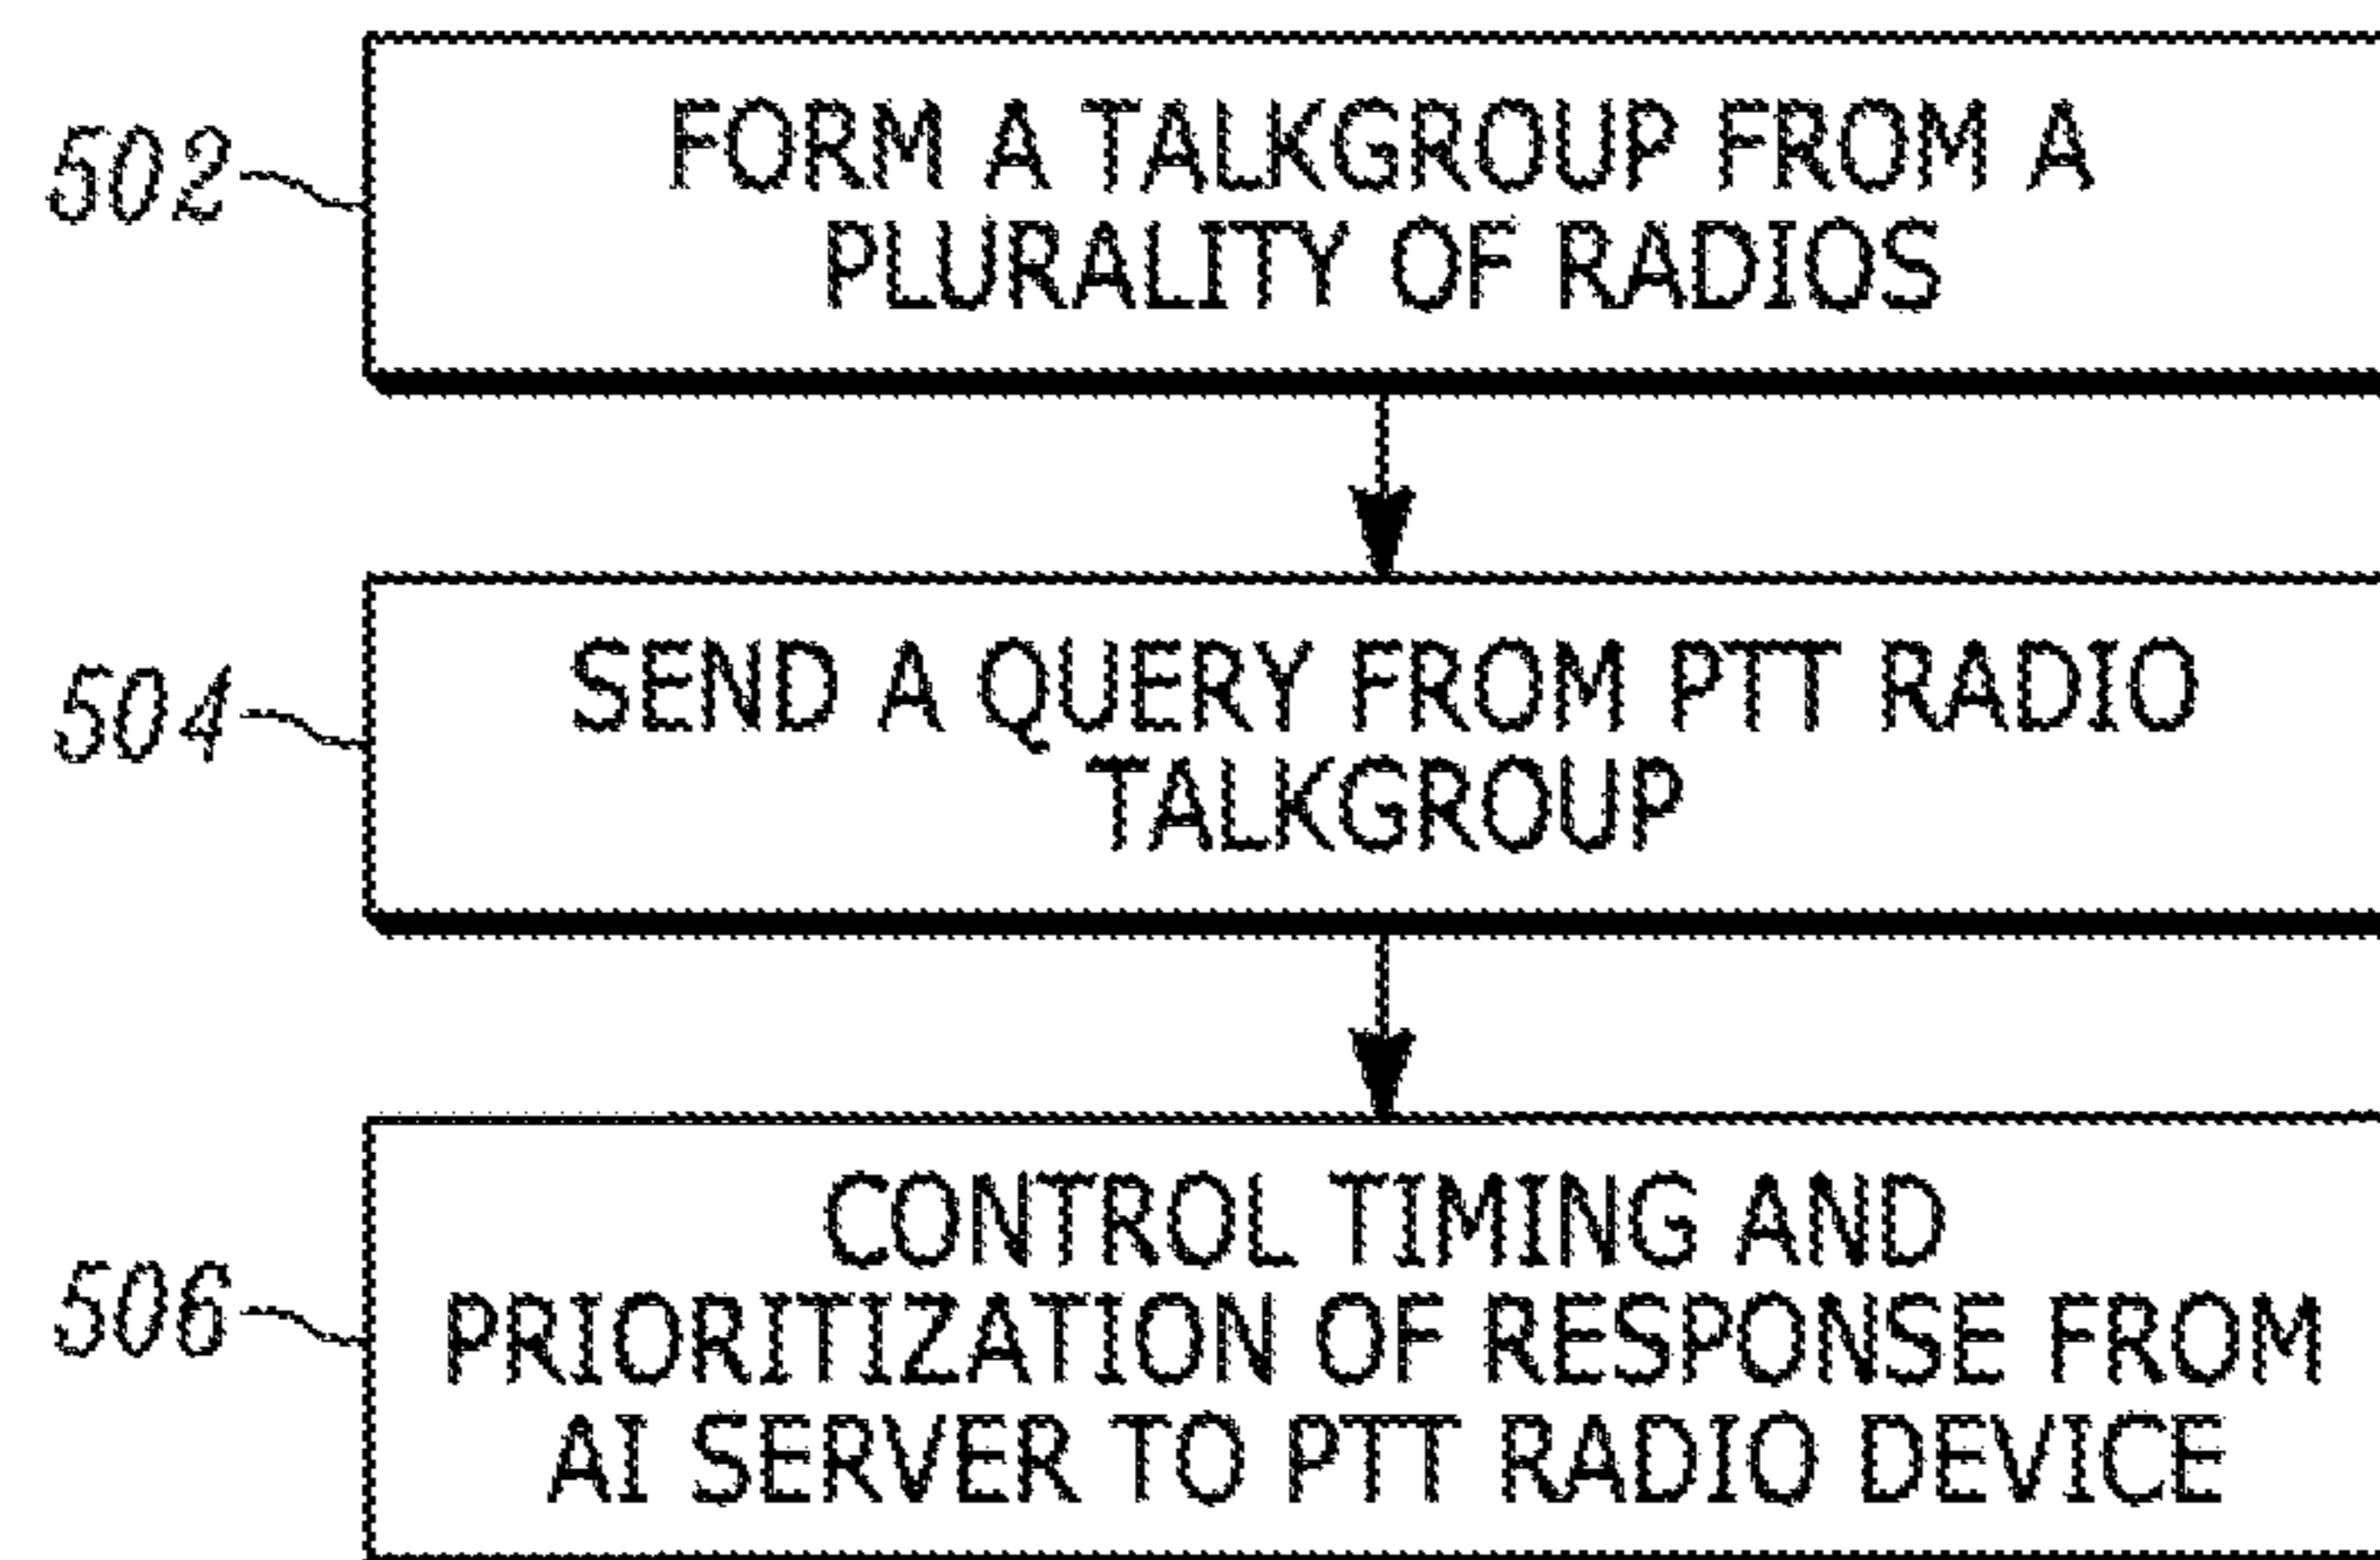 502
FORM A TALKGROUP FROM A
PLURALITY OF RADIOS
504
SEND A QUERY FROM PTT RADIO
TALKGROUP
506
CONTROL TIMING AND
PRIORITIZATION OF RESPONSE FROM
AI SERVER TO PTT RADIO DEVICE